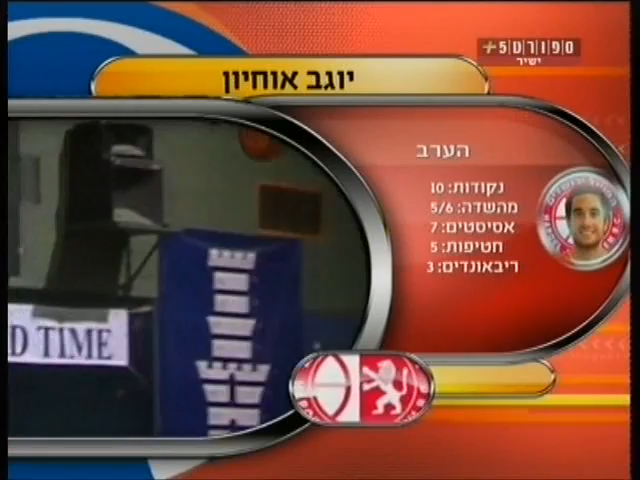 ספורט 5+
ישיר
יוגב אוחיון
הערב
נקודות: 10
מהשדה: 5/6
אסיסטים: 7
חטיפות: 5
ריבאונדים: 3
D TIME